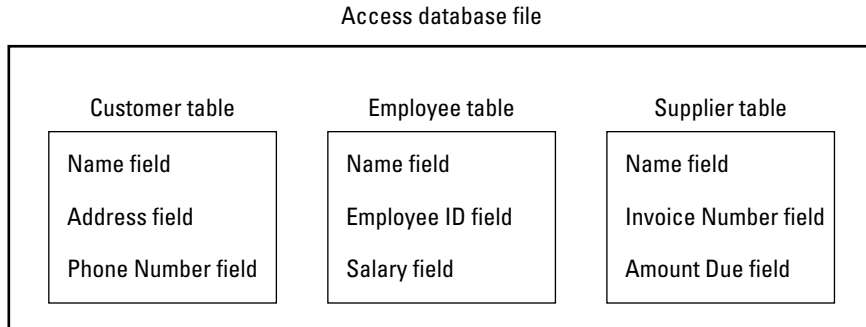 Access database file
Customer table
Name field
Address field
Phone Number field
Employee table
Name field
Employee ID field
Salary field
Supplier table
Name field
Invoice Number field
Amount Due field